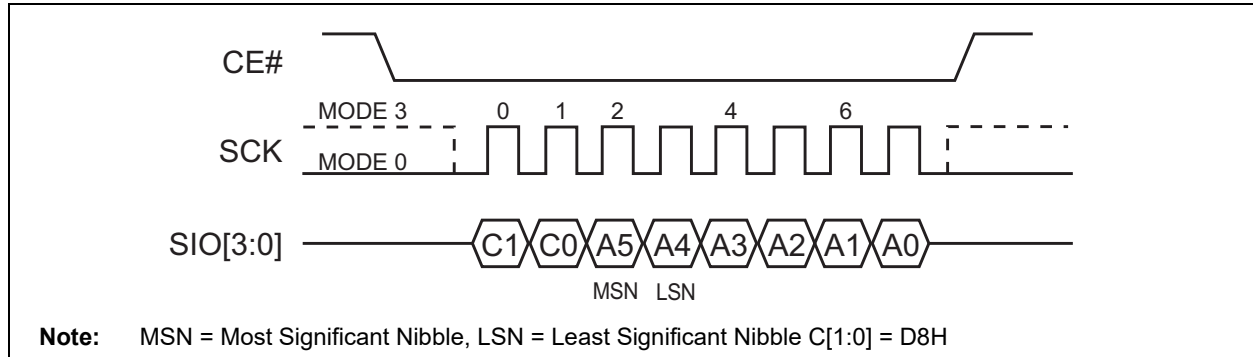 CE#
MODE 3 0 1 2 4 6
SCK
MODE 0
SIO[3:0] C1 C0 A5 A4 A3 A2 A1 A0
MSN LSN
Note: MSN = Most Significant Nibble, LSN = Least Significant Nibble C[1:0] = D8H